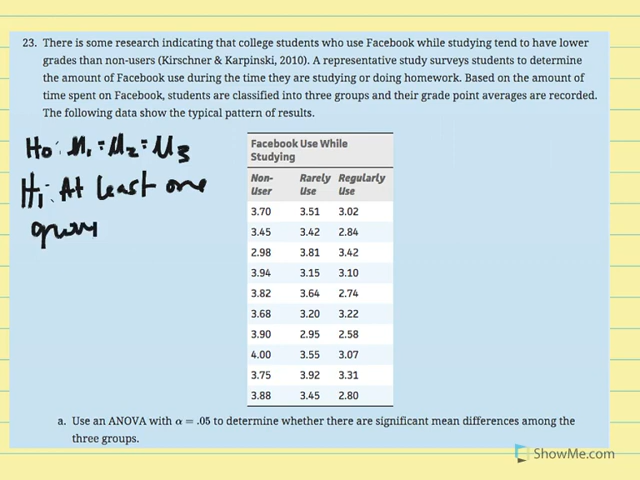 23. There is some research indicating that college students who use Facebook while studying tend to have lower
grades than non-users (Kirschner & Karpinski, 2010). A representative study surveys students to determine
the amount of Facebook use during the time they are studying or doing homework. Based on the amount of
time spent on Facebook, students are classified into three groups and their grade point averages are recorded.
The following data show the typical pattern of results.
H₀: M₁ = M₂ = M₃
H₁: At least one
Facebook Use While
Studying
Non-User Rarely Use Regularly Use
3.70 3.51 3.02
3.45 3.42 2.84
2.98 3.81 3.42
3.94 3.15 3.10
3.82 3.64 2.74
3.68 3.20 3.22
3.90 2.95 2.58
4.00 3.55 3.07
3.75 3.92 3.31
3.88 3.45 2.80
a. Use an ANOVA with α = .05 to determine whether there are significant mean differences among the
three groups.
ShowMe.com